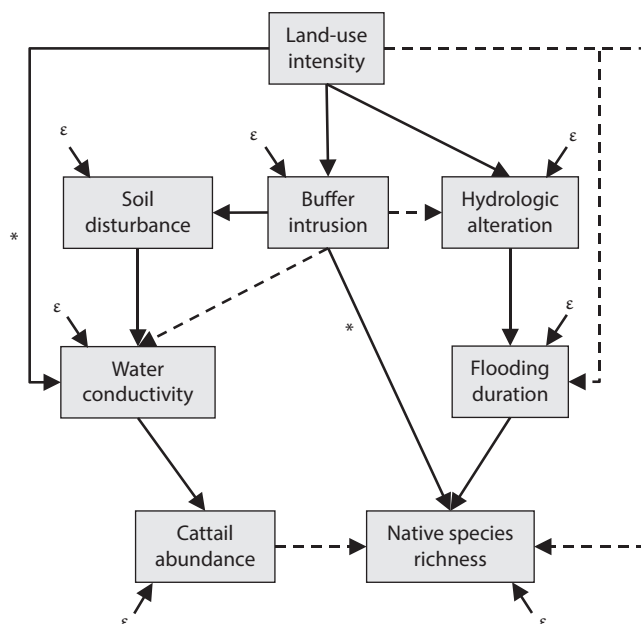 Land-use
intensity
ε
ε
ε
Soil
disturbance
Buffer
intrusion
Hydrologic
alteration
*
ε
ε
*
Water
conductivity
Flooding
duration
Cattail
abundance
Native species
richness
ε
ε